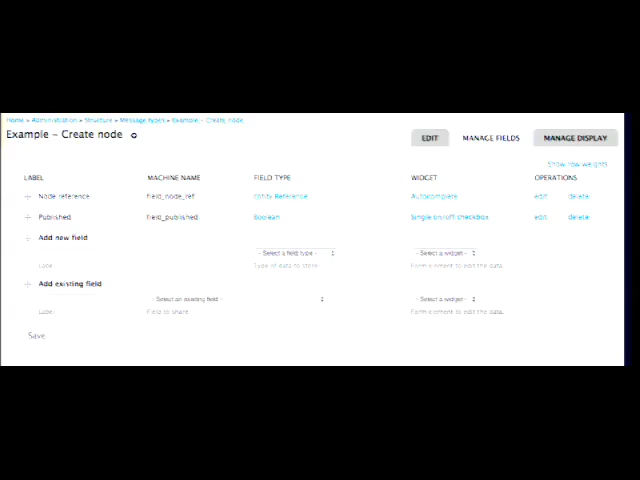 Home » Administration » Structure » Message types » Example – Create node
Example – Create node
EDIT MANAGE FIELDS MANAGE DISPLAY
Show row weights
LABEL MACHINE NAME FIELD TYPE WIDGET OPERATIONS
Node reference field_node_ref Entity Reference Autocomplete edit delete
Published field_published Boolean Single on/off checkbox edit delete
Add new field
- Select a field type - - Select a widget -
Label Type of data to store. Form element to edit the data.
Add existing field
- Select an existing field - - Select a widget -
Label Field to share Form element to edit the data.
Save